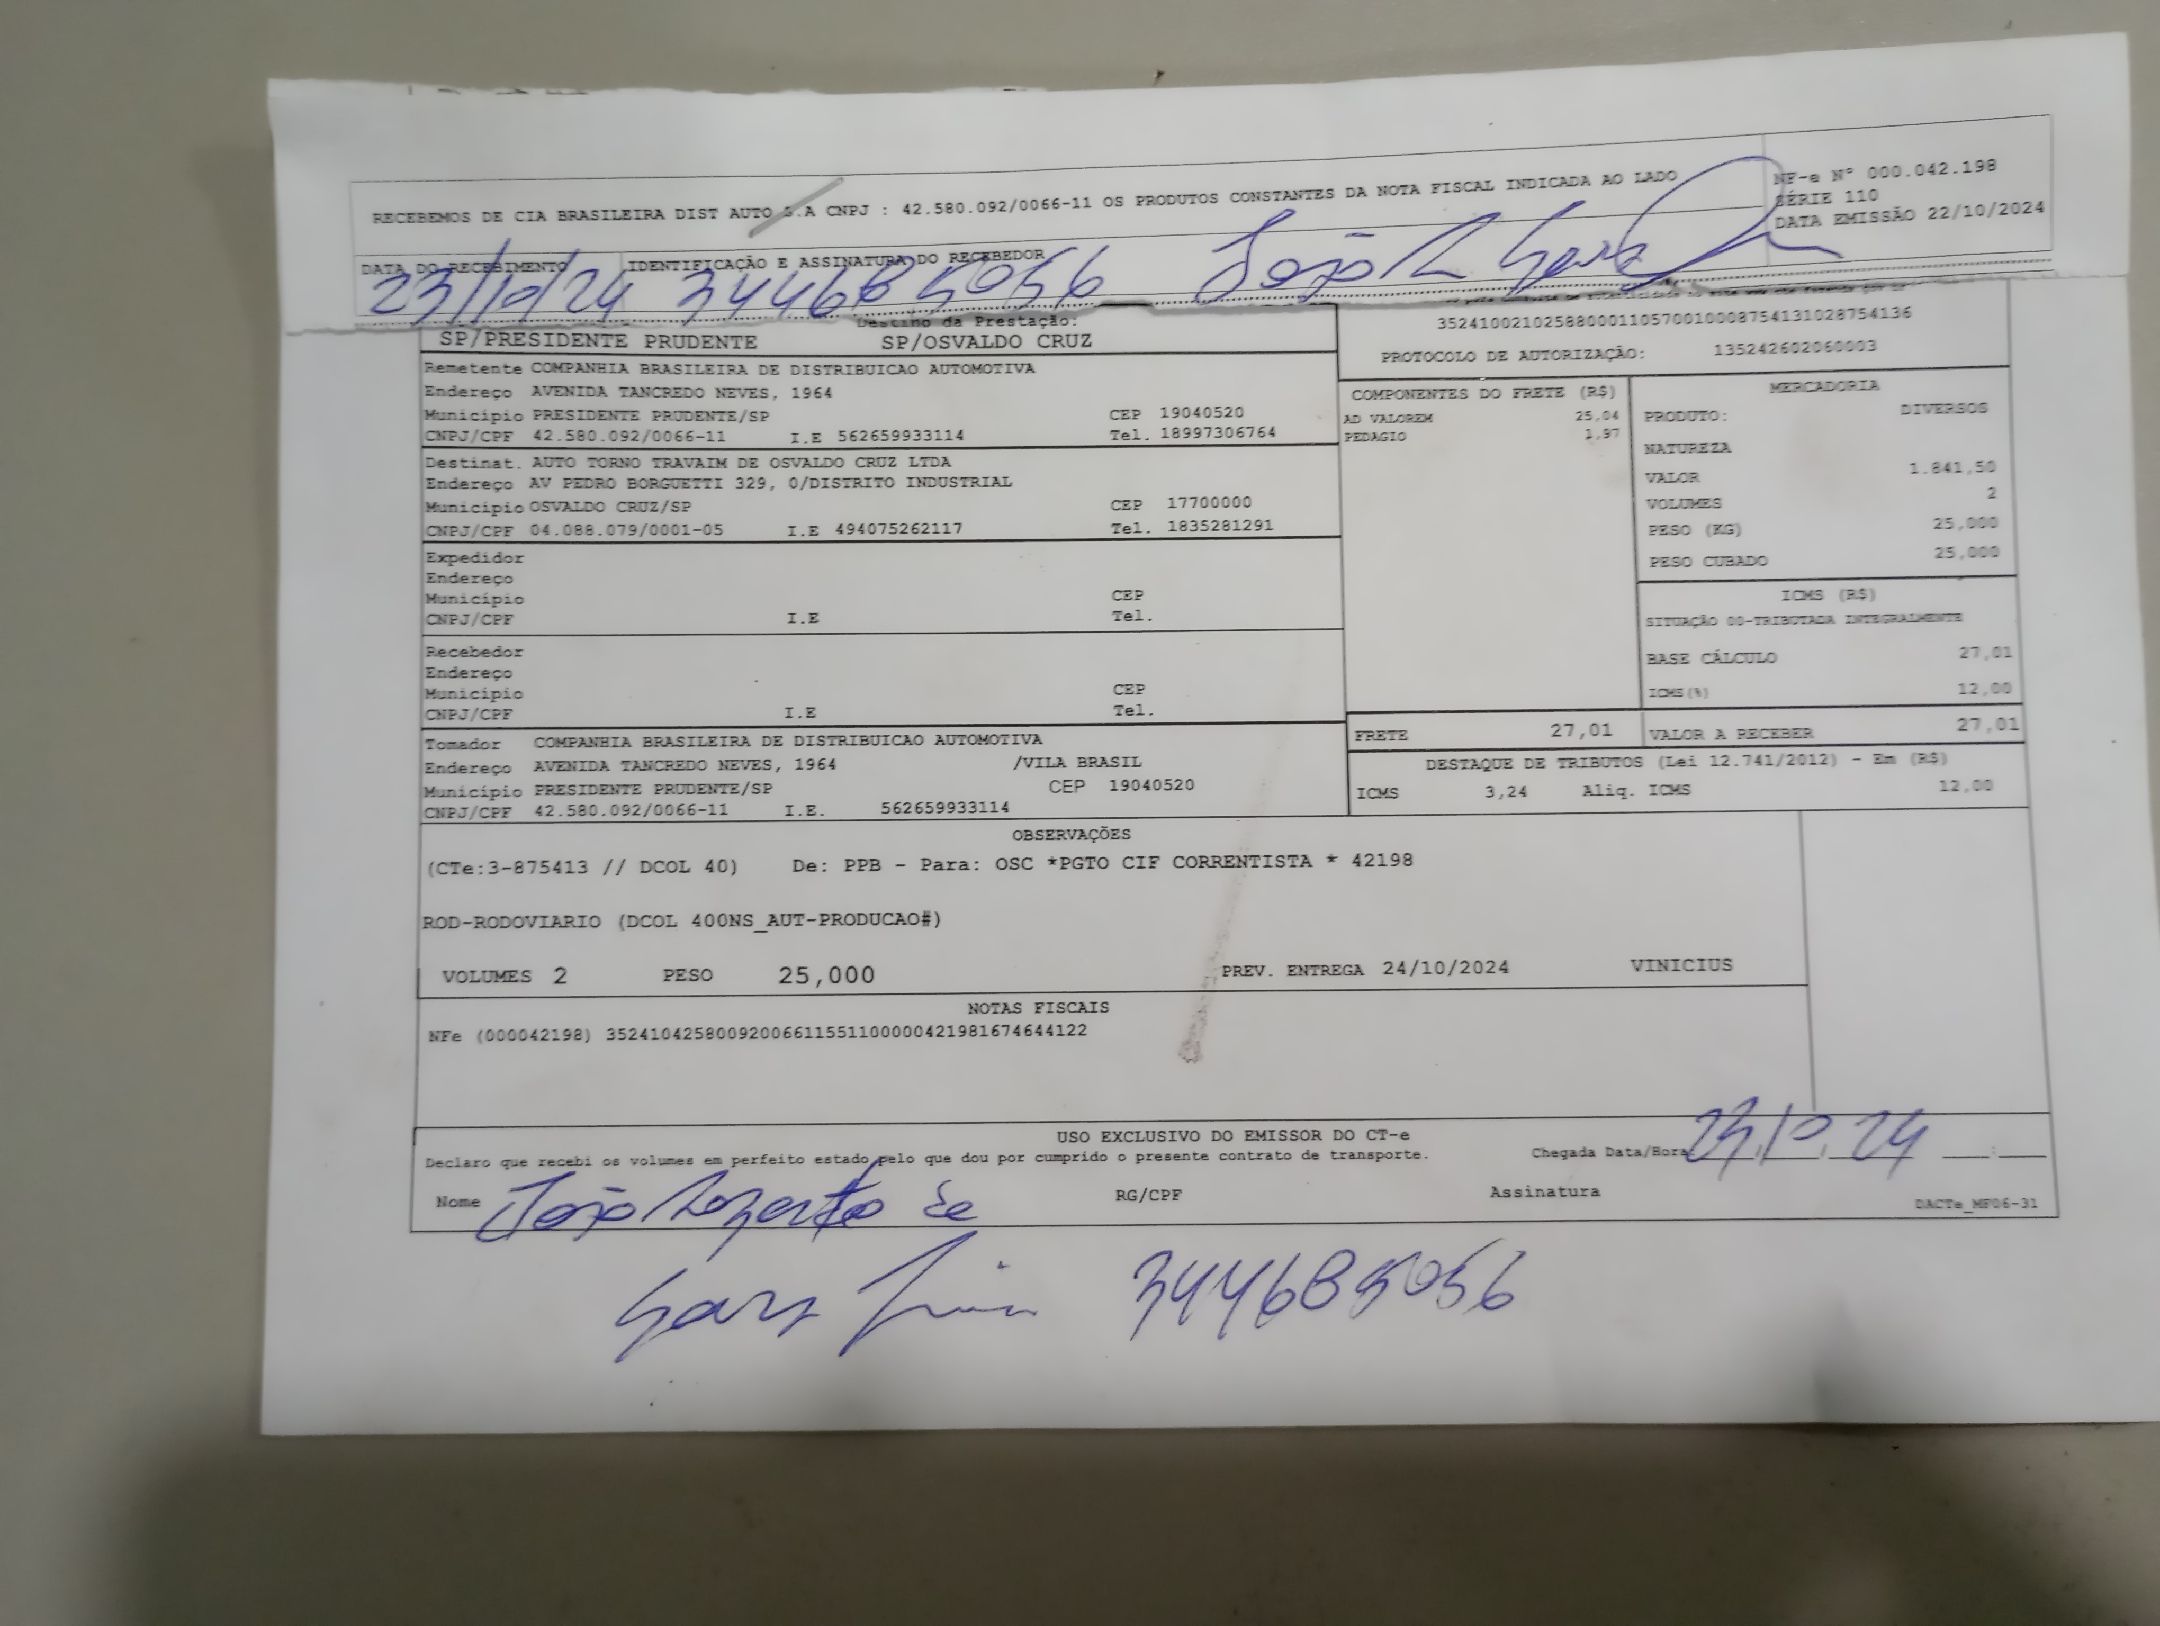 RECEBEMOS DE CIA BRASILEIRA DIST AUTO S.A CNPJ : 42.580.092/0066-11 OS PRODUTOS CONSTANTES DA NOTA FISCAL INDICADA AO LADO
NF-e Nº 000.042.198
SÉRIE 110
DATA EMISSÃO 22/10/2024
DATA DO RECEBIMENTO IDENTIFICAÇÃO E ASSINATURA DO RECEBEDOR
23/10/24 344685056 João R
Destino da Prestação:
SP/PRESIDENTE PRUDENTE SP/OSVALDO CRUZ
35241002102588000110570010008754131028754136
PROTOCOLO DE AUTORIZAÇÃO: 135242602060003
Remetente COMPANHIA BRASILEIRA DE DISTRIBUICAO AUTOMOTIVA
Endereço AVENIDA TANCREDO NEVES, 1964
Município PRESIDENTE PRUDENTE/SP CEP 19040520
CNPJ/CPF 42.580.092/0066-11 I.E 562659933114 Tel. 18997306764
Destinat. AUTO TORNO TRAVAIM DE OSVALDO CRUZ LTDA
Endereço AV PEDRO BORGUETTI 329, 0/DISTRITO INDUSTRIAL
Município OSVALDO CRUZ/SP CEP 17700000
CNPJ/CPF 04.088.079/0001-05 I.E 494075262117 Tel. 1835281291
Expedidor
Endereço
Município CEP
CNPJ/CPF I.E Tel.
Recebedor
Endereço
Município CEP
CNPJ/CPF I.E Tel.
Tomador COMPANHIA BRASILEIRA DE DISTRIBUICAO AUTOMOTIVA
Endereço AVENIDA TANCREDO NEVES, 1964 /VILA BRASIL
Município PRESIDENTE PRUDENTE/SP CEP 19040520
CNPJ/CPF 42.580.092/0066-11 I.E. 562659933114
COMPONENTES DO FRETE (R$)
AD VALOREM 25,04
PEDAGIO 1,97
MERCADORIA
PRODUTO: DIVERSOS
NATUREZA
VALOR 1.841,50
VOLUMES 2
PESO (KG) 25,000
PESO CUBADO 25,000
ICMS (R$)
SITUAÇÃO 00-TRIBUTADA INTEGRALMENTE
BASE CÁLCULO 27,01
ICMS(%) 12,00
FRETE 27,01 VALOR A RECEBER 27,01
DESTAQUE DE TRIBUTOS (Lei 12.741/2012) - Em (R$)
ICMS 3,24 Aliq. ICMS 12,00
OBSERVAÇÕES
(CTe:3-875413 // DCOL 40) De: PPB - Para: OSC *PGTO CIF CORRENTISTA * 42198
ROD-RODOVIARIO (DCOL 400NS_AUT-PRODUCAO#)
VOLUMES 2 PESO 25,000 PREV. ENTREGA 24/10/2024 VINICIUS
NOTAS FISCAIS
NFe (000042198) 35241042580092006611551100000421981674644122
USO EXCLUSIVO DO EMISSOR DO CT-e
Declaro que recebi os volumes em perfeito estado pelo que dou por cumprido o presente contrato de transporte. Chegada Data/Hora 23/10/24
Nome João Roberto de RG/CPF Assinatura DACTe_MF06-31
344685056